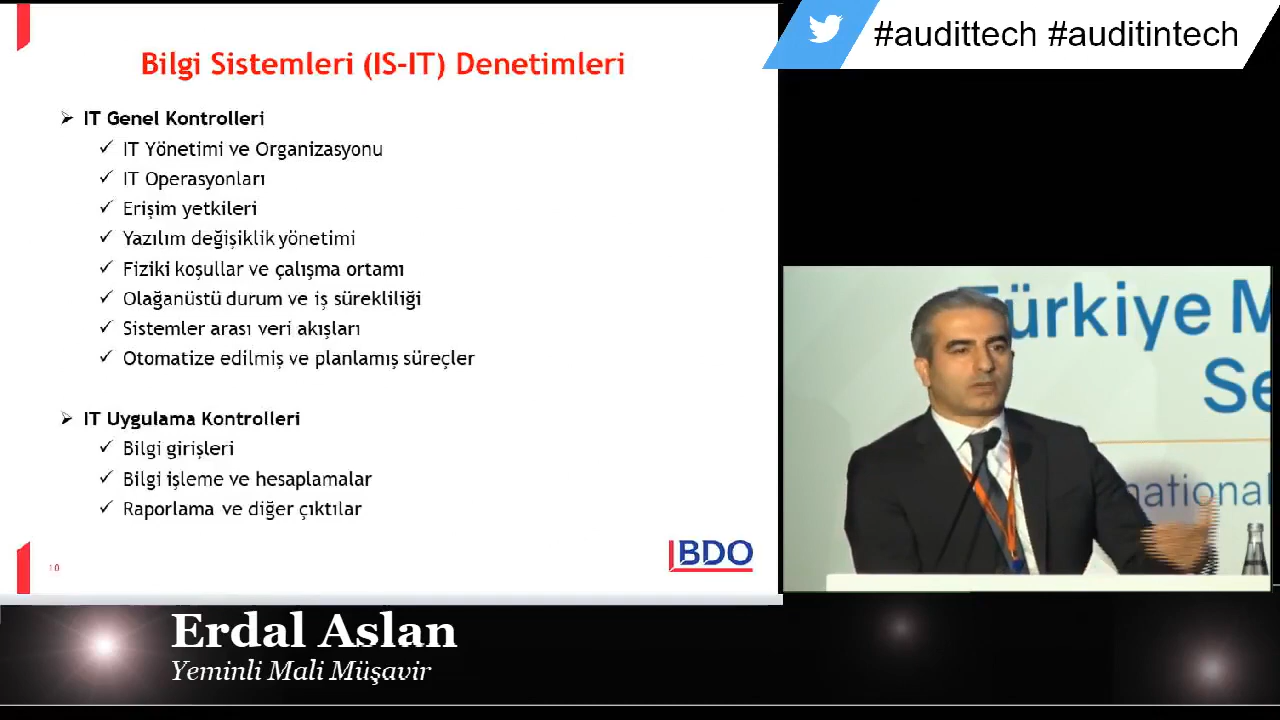 #audittech #auditintech
Bilgi Sistemleri (IS-IT) Denetimleri
IT Genel Kontrolleri
IT Yönetimi ve Organizasyonu
IT Operasyonları
Erişim yetkileri
Yazılım değişiklik yönetimi
Fiziki koşullar ve çalışma ortamı
Olağanüstü durum ve iş sürekliliği
Sistemler arası veri akışları
Otomatize edilmiş ve planlamış süreçler
IT Uygulama Kontrolleri
Bilgi girişleri
Bilgi işleme ve hesaplamalar
Raporlama ve diğer çıktılar
10
BDO
Türkiye M
Se
national
Erdal Aslan
Yeminli Mali Müşavir